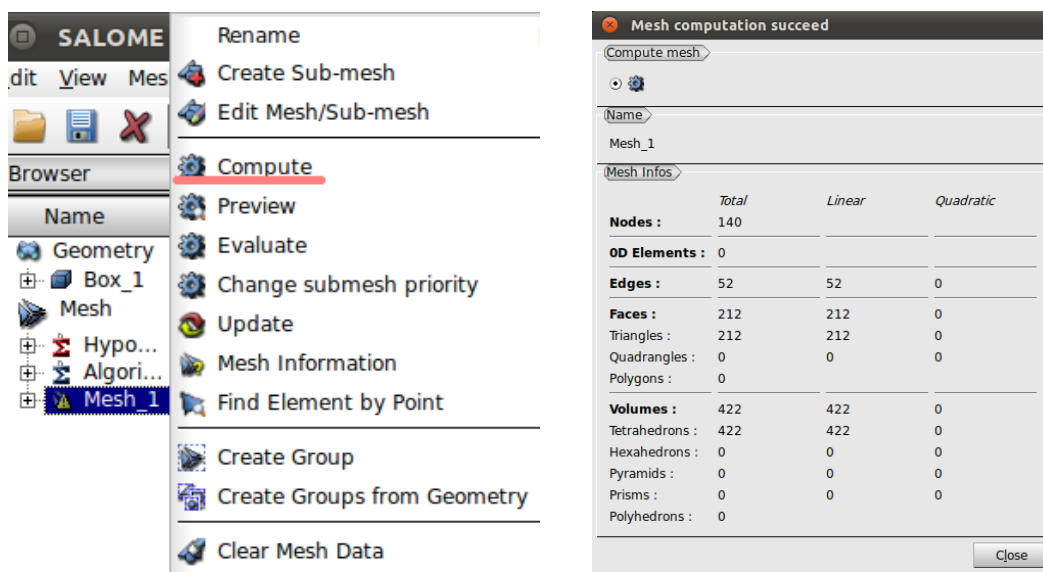 SALOME
dit View Mes
Browser
Name
Geometry
Box_1
Mesh
Hypo...
Algori...
Mesh_1
Rename
Create Sub-mesh
Edit Mesh/Sub-mesh
Compute
Preview
Evaluate
Change submesh priority
Update
Mesh Information
Find Element by Point
Create Group
Create Groups from Geometry
Clear Mesh Data
Mesh computation succeed
Compute mesh
Name
Mesh_1
Mesh Infos
Total Linear Quadratic
Nodes : 140
0D Elements : 0
Edges : 52 52 0
Faces : 212 212 0
Triangles : 212 212 0
Quadrangles : 0 0 0
Polygons : 0
Volumes : 422 422 0
Tetrahedrons : 422 422 0
Hexahedrons : 0 0 0
Pyramids : 0 0 0
Prisms : 0 0 0
Polyhedrons : 0
Close